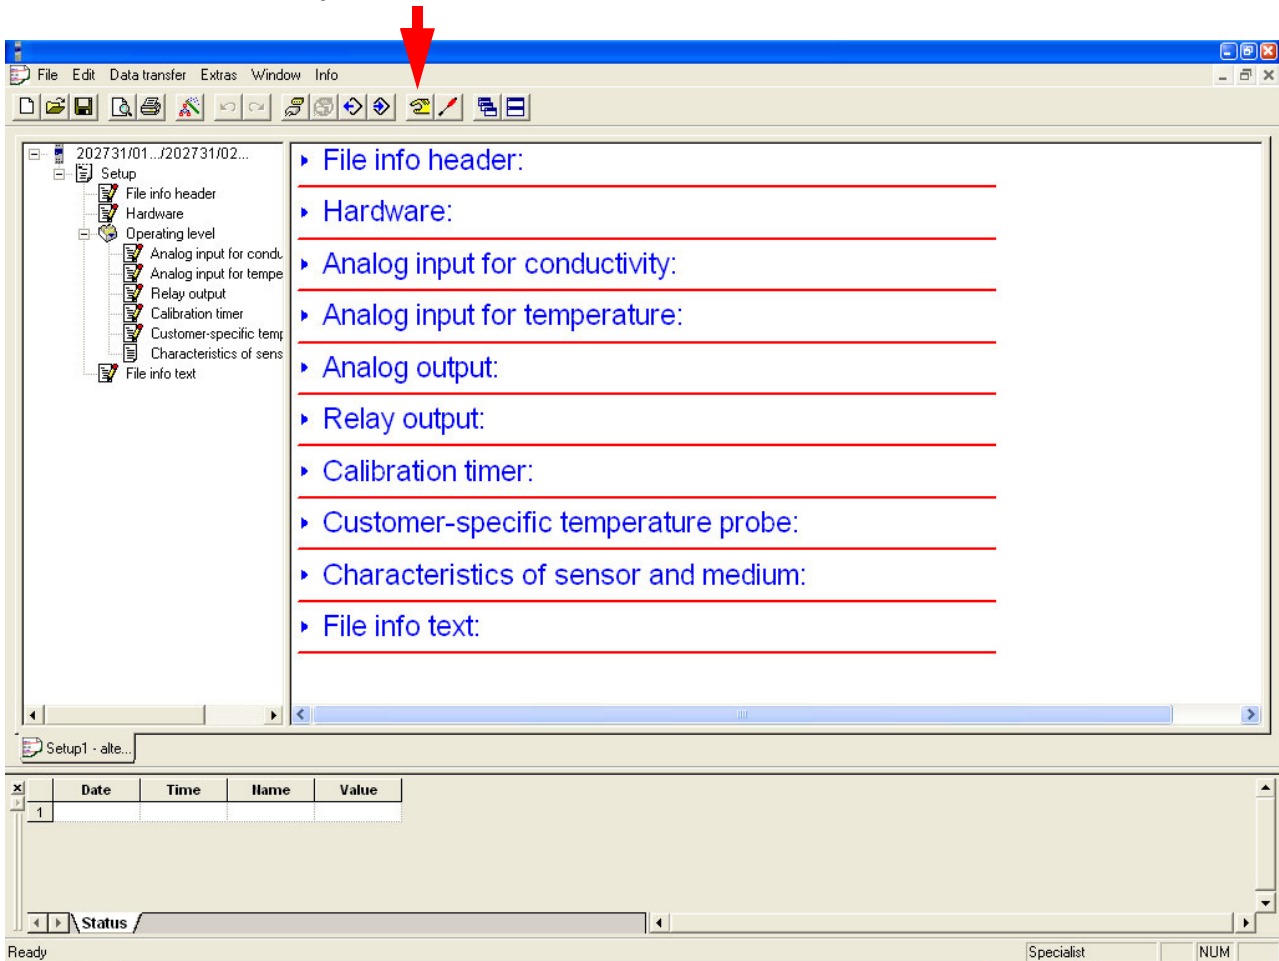 File Edit Data transfer Extras Window Info
202731/01.../202731/02...
Setup
File info header
Hardware
Operating level
Analog input for condu
Analog input for tempe
Relay output
Calibration timer
Customer-specific temp
Characteristics of sens
File info text
File info header:
Hardware:
Analog input for conductivity:
Analog input for temperature:
Analog output:
Relay output:
Calibration timer:
Customer-specific temperature probe:
Characteristics of sensor and medium:
File info text:
Setup1 - alte...
Date Time Name Value
1
Status
Ready Specialist NUM